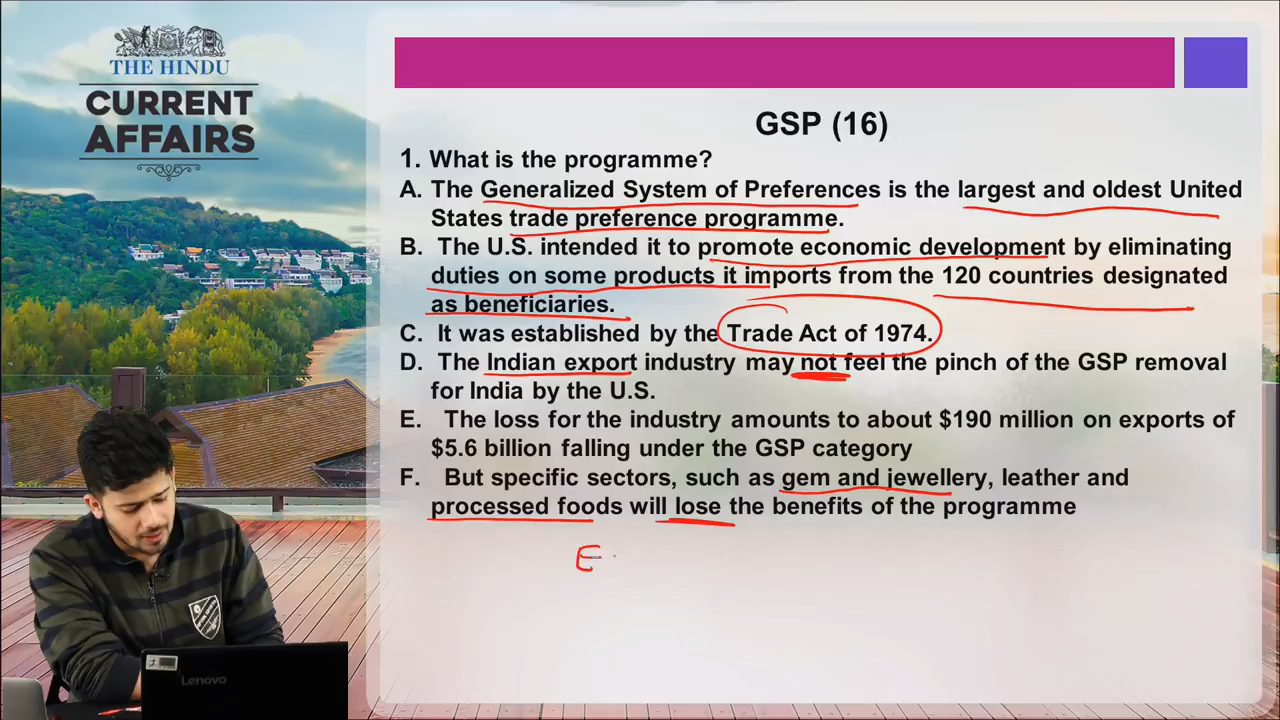 THE HINDU
CURRENT
AFFAIRS
GSP (16)
1. What is the programme?
A. The Generalized System of Preferences is the largest and oldest United
States trade preference programme.
B. The U.S. intended it to promote economic development by eliminating
duties on some products it imports from the 120 countries designated
as beneficiaries.
C. It was established by the Trade Act of 1974.
D. The Indian export industry may not feel the pinch of the GSP removal
for India by the U.S.
E. The loss for the industry amounts to about $190 million on exports of
$5.6 billion falling under the GSP category
F. But specific sectors, such as gem and jewellery, leather and
processed foods will lose the benefits of the programme
E
Lenovo